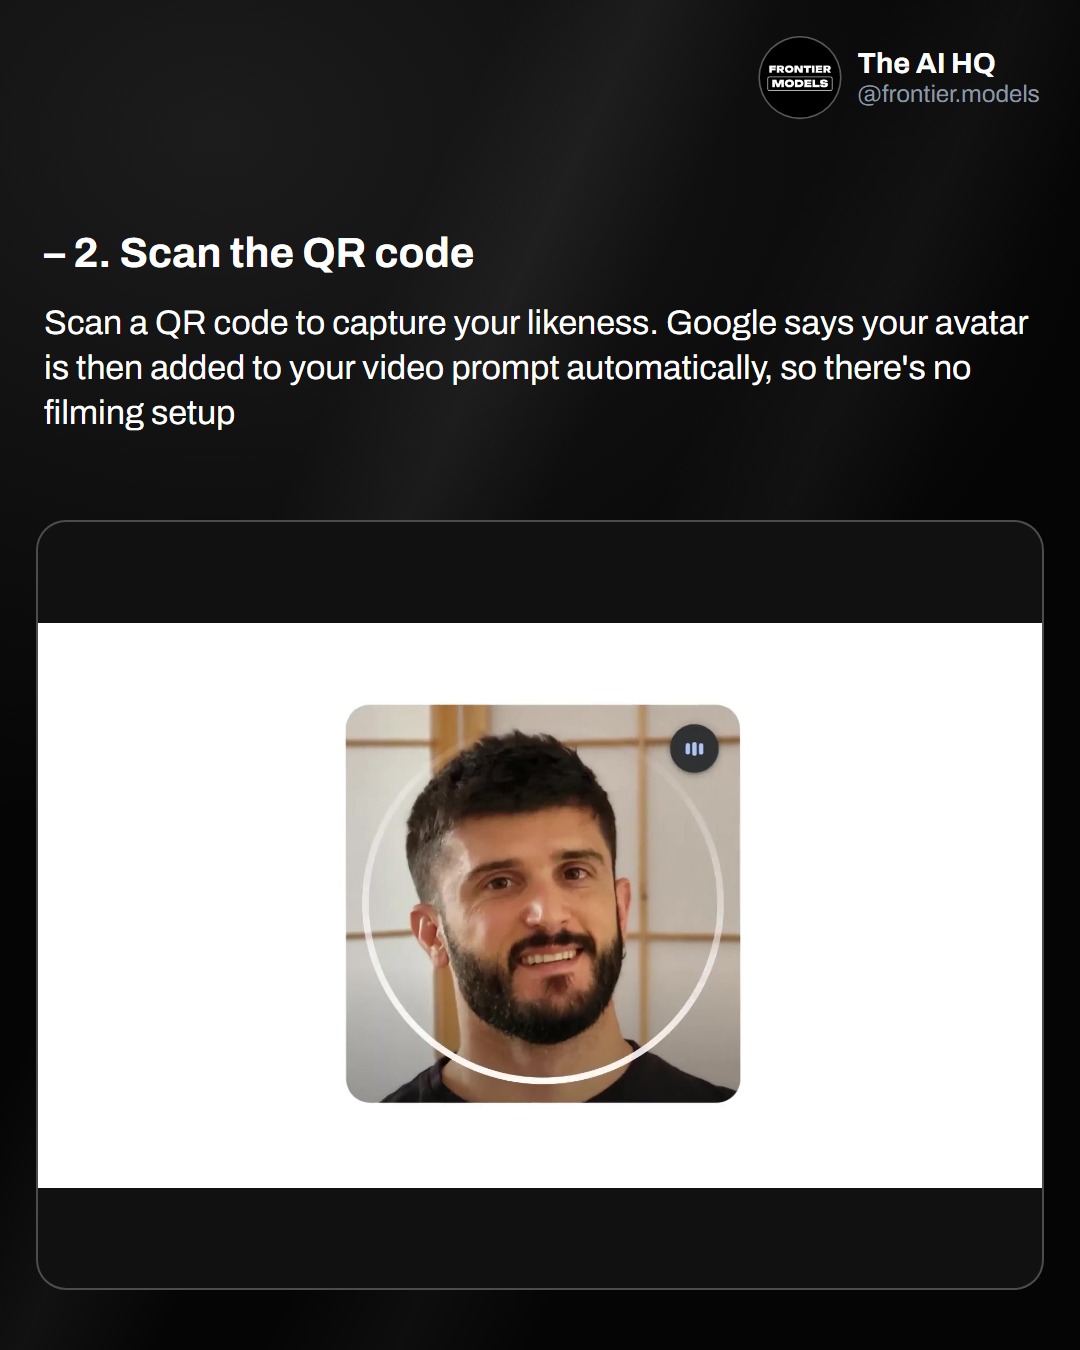 FRONTIER
MODELS
The AI HQ
@frontier.models
– 2. Scan the QR code
Scan a QR code to capture your likeness. Google says your avatar
is then added to your video prompt automatically, so there's no
filming setup